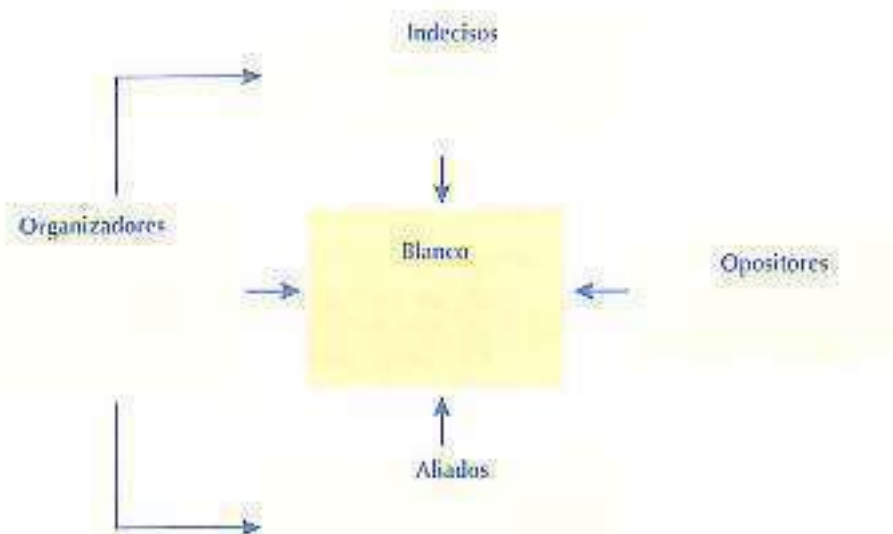 Indecisos
Organizadores
Blanco
Opositores
Aliados